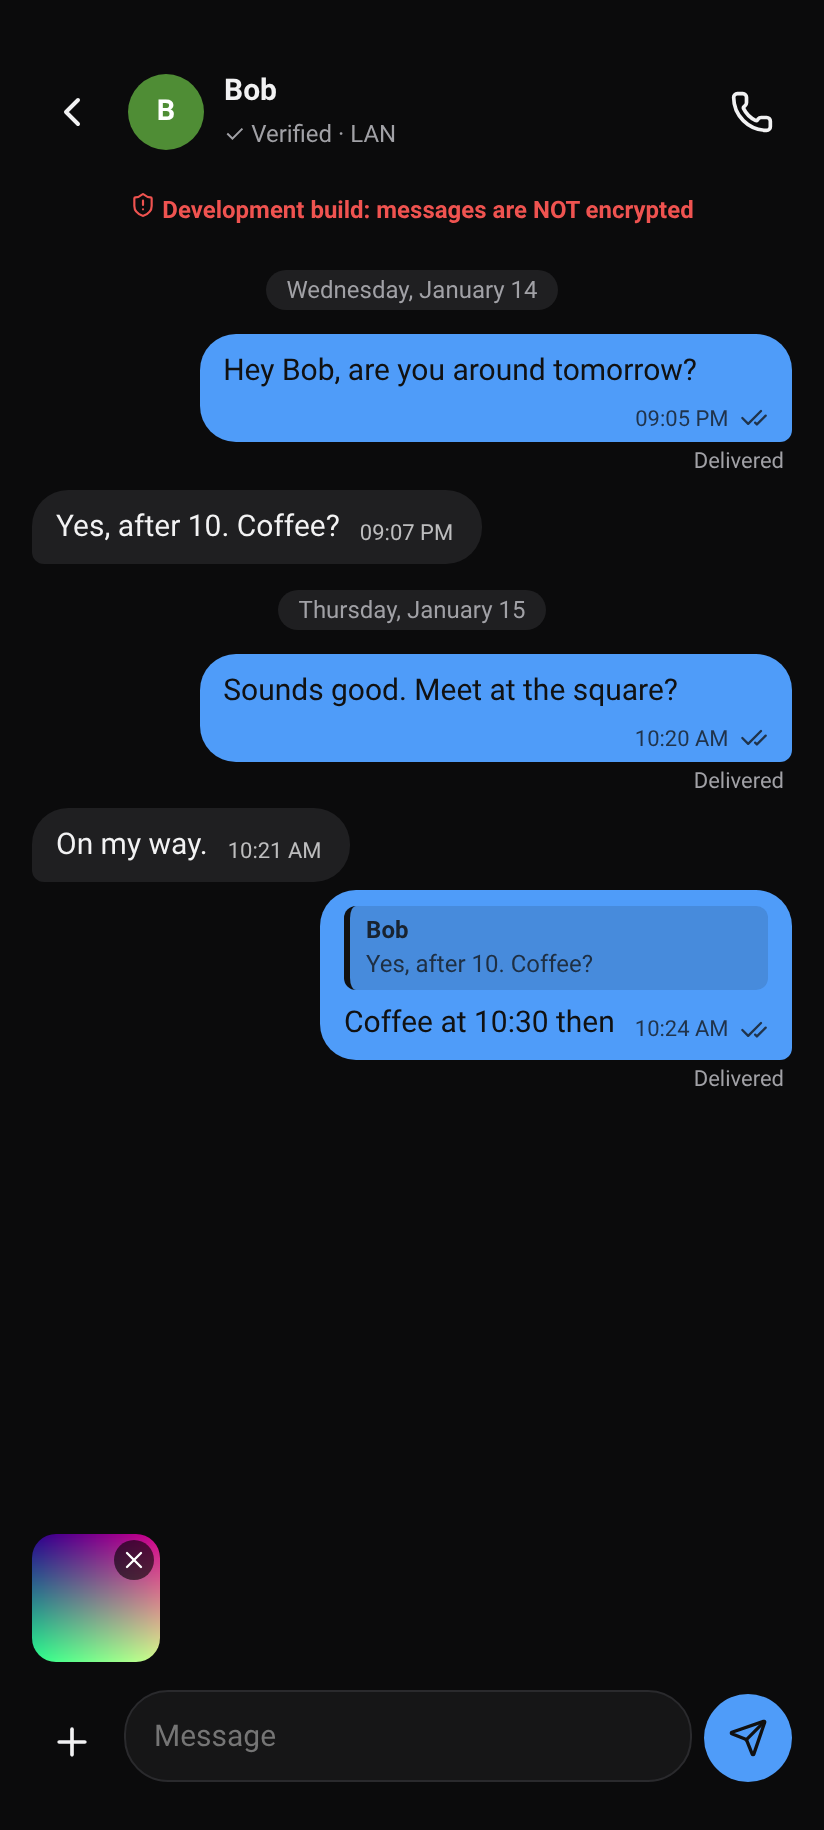 B
Bob
Verified · LAN
Development build: messages are NOT encrypted
Wednesday, January 14
Hey Bob, are you around tomorrow?
09:05 PM
Delivered
Yes, after 10. Coffee? 09:07 PM
Thursday, January 15
Sounds good. Meet at the square?
10:20 AM
Delivered
On my way. 10:21 AM
Bob
Yes, after 10. Coffee?
Coffee at 10:30 then 10:24 AM
Delivered
Message